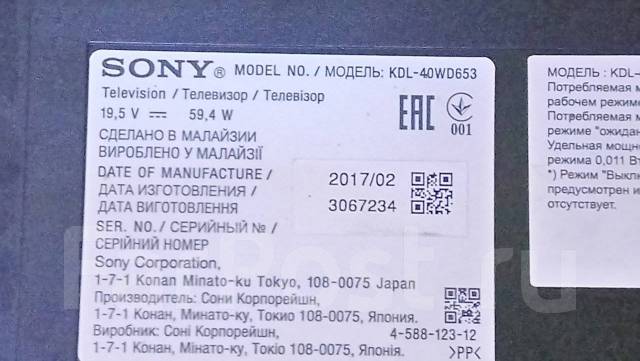 SONY® MODEL NO. / МОДЕЛЬ: KDL-40WD653
Television / Телевизор / Телевізор
19,5 V ⎓ 59,4 W
EAC
001
СДЕЛАНО В МАЛАЙЗИИ
ВИРОБЛЕНО У МАЛАЙЗІЇ
DATE OF MANUFACTURE /
ДАТА ИЗГОТОВЛЕНИЯ /
ДАТА ВИГОТОВЛЕННЯ
2017/02
3067234
SER. NO. / СЕРИЙНЫЙ № /
СЕРІЙНИЙ НОМЕР
Sony Corporation,
1-7-1 Konan Minato-ku Tokyo, 108-0075 Japan
Производитель: Сони Корпорейшн,
1-7-1 Конан, Минато-ку, Токио 108-0075, Япония.
Виробник: Соні Корпорейшн, 4-588-123-12
1-7-1 Конан, Мінато-ку, Токіо 108-0075, Японія. >PP<
МОДЕЛЬ : KDL-
Потребляемая м
рабочем режиме
Потребляемая м
режиме "ожидан
Удельная мощно
режима 0,011 Вт
*) Режим "Выклю
предусмотрен и
отсутствует.